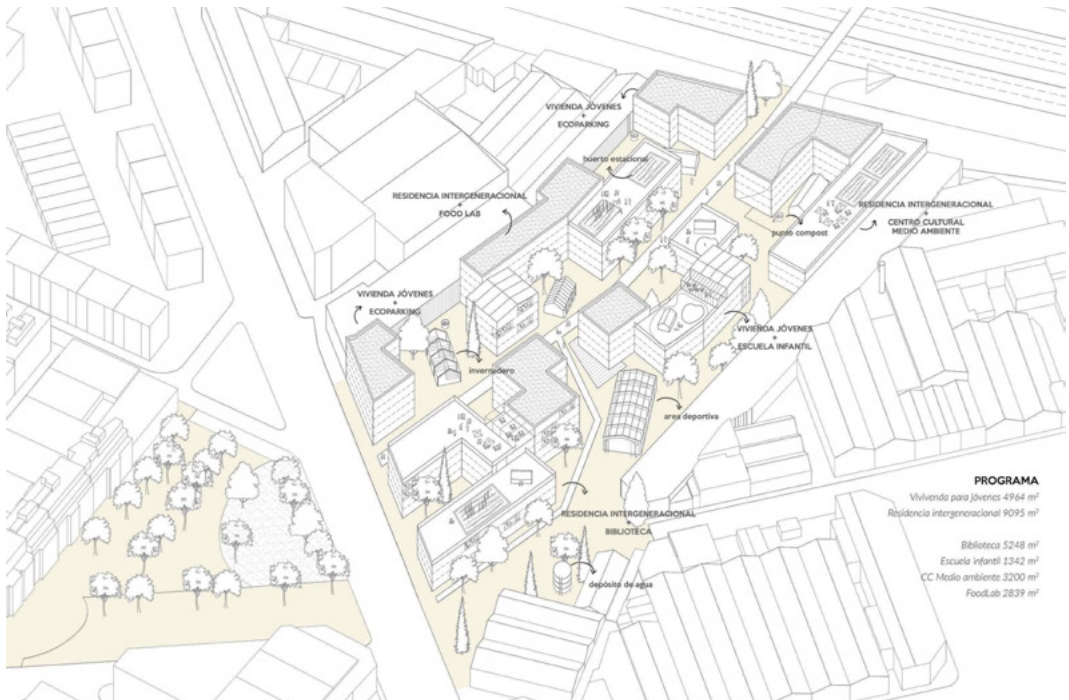 VIVIENDA JÓVENES
+
ECOPARKING
huerto estacional
RESIDENCIA INTERGENERACIONAL
+
FOOD LAB
RESIDENCIA INTERGENERACIONAL
+
CENTRO CULTURAL
MEDIO AMBIENTE
punto compost
VIVIENDA JÓVENES
+
ECOPARKING
VIVIENDA JÓVENES
+
ESCUELA INFANTIL
invernadero
area deportiva
RESIDENCIA INTERGENERACIONAL
+
BIBLIOTECA
depósito de agua
PROGRAMA
Vivivenda para jóvenes 4964 m²
Residencia intergeneracional 9095 m²
Biblioteca 5248 m²
Escuela infantil 1342 m²
CC Medio ambiente 3200 m²
FoodLab 2839 m²